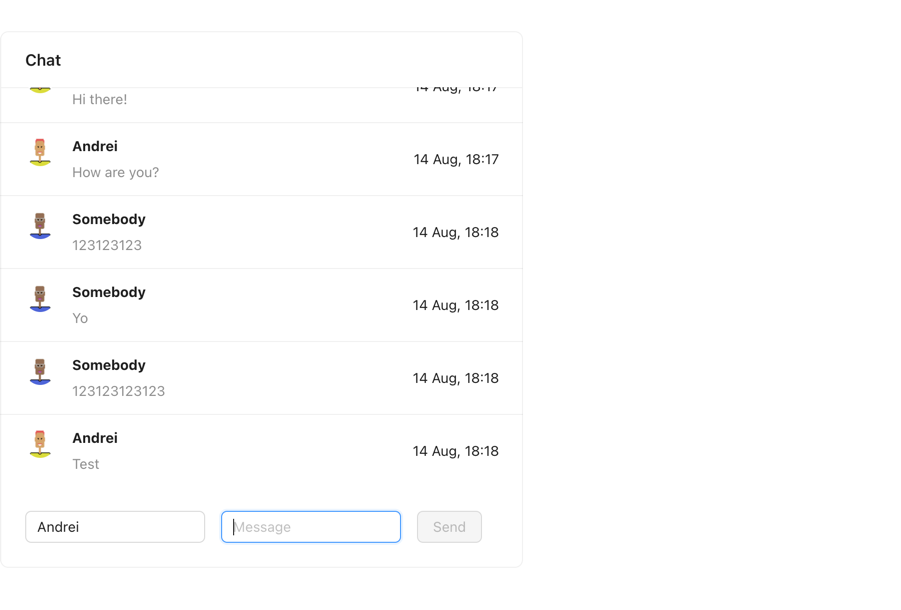 Chat
14 Aug, 18:17
Hi there!
Andrei
14 Aug, 18:17
How are you?
Somebody
14 Aug, 18:18
123123123
Somebody
14 Aug, 18:18
Yo
Somebody
14 Aug, 18:18
123123123123
Andrei
14 Aug, 18:18
Test
Andrei
Message
Send